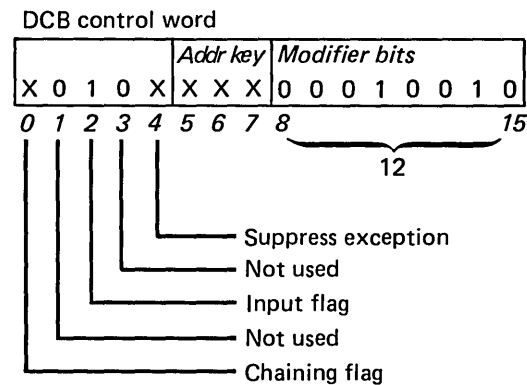 DCB control word
Addr key Modifier bits
X 0 1 0 X X X X 0 0 0 1 0 0 1 0
0 1 2 3 4 5 6 7 8 15
12
Suppress exception
Not used
Input flag
Not used
Chaining flag